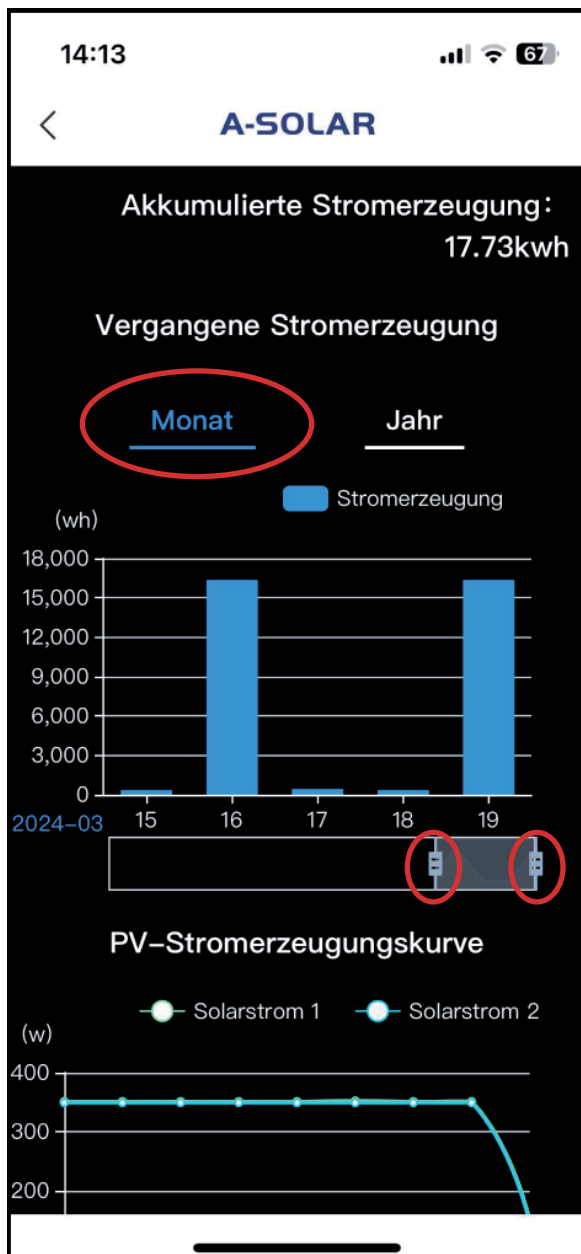 14:13
67
A-SOLAR
Akkumulierte Stromerzeugung:
17.73kwh
Vergangene Stromerzeugung
Monat Jahr
Stromerzeugung
(wh)
18,000
15,000
12,000
9,000
6,000
3,000
0
2024-03 15 16 17 18 19
PV-Stromerzeugungskurve
Solarstrom 1 Solarstrom 2
(w)
400
300
200